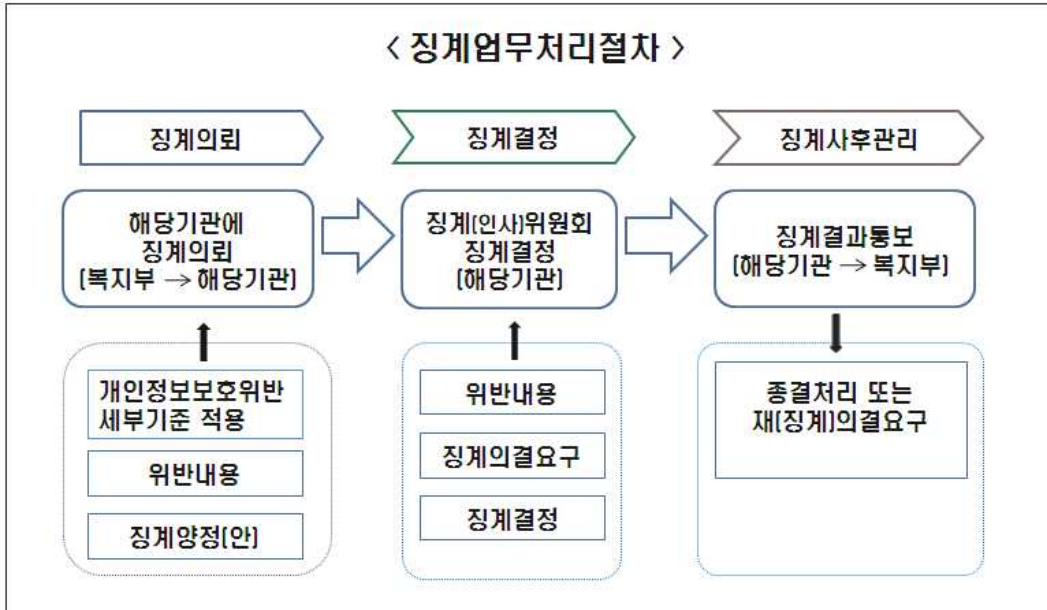 < 징계업무처리절차 >
징계의뢰
징계결정
징계사후관리
해당기관에
징계의뢰
(복지부 → 해당기관)
징계(인사)위원회
징계결정
(해당기관)
징계결과통보
(해당기관 → 복지부)
개인정보보호위반
세부기준 적용
위반내용
징계양정(안)
위반내용
징계의결요구
징계결정
종결처리 또는
재(징계)의결요구